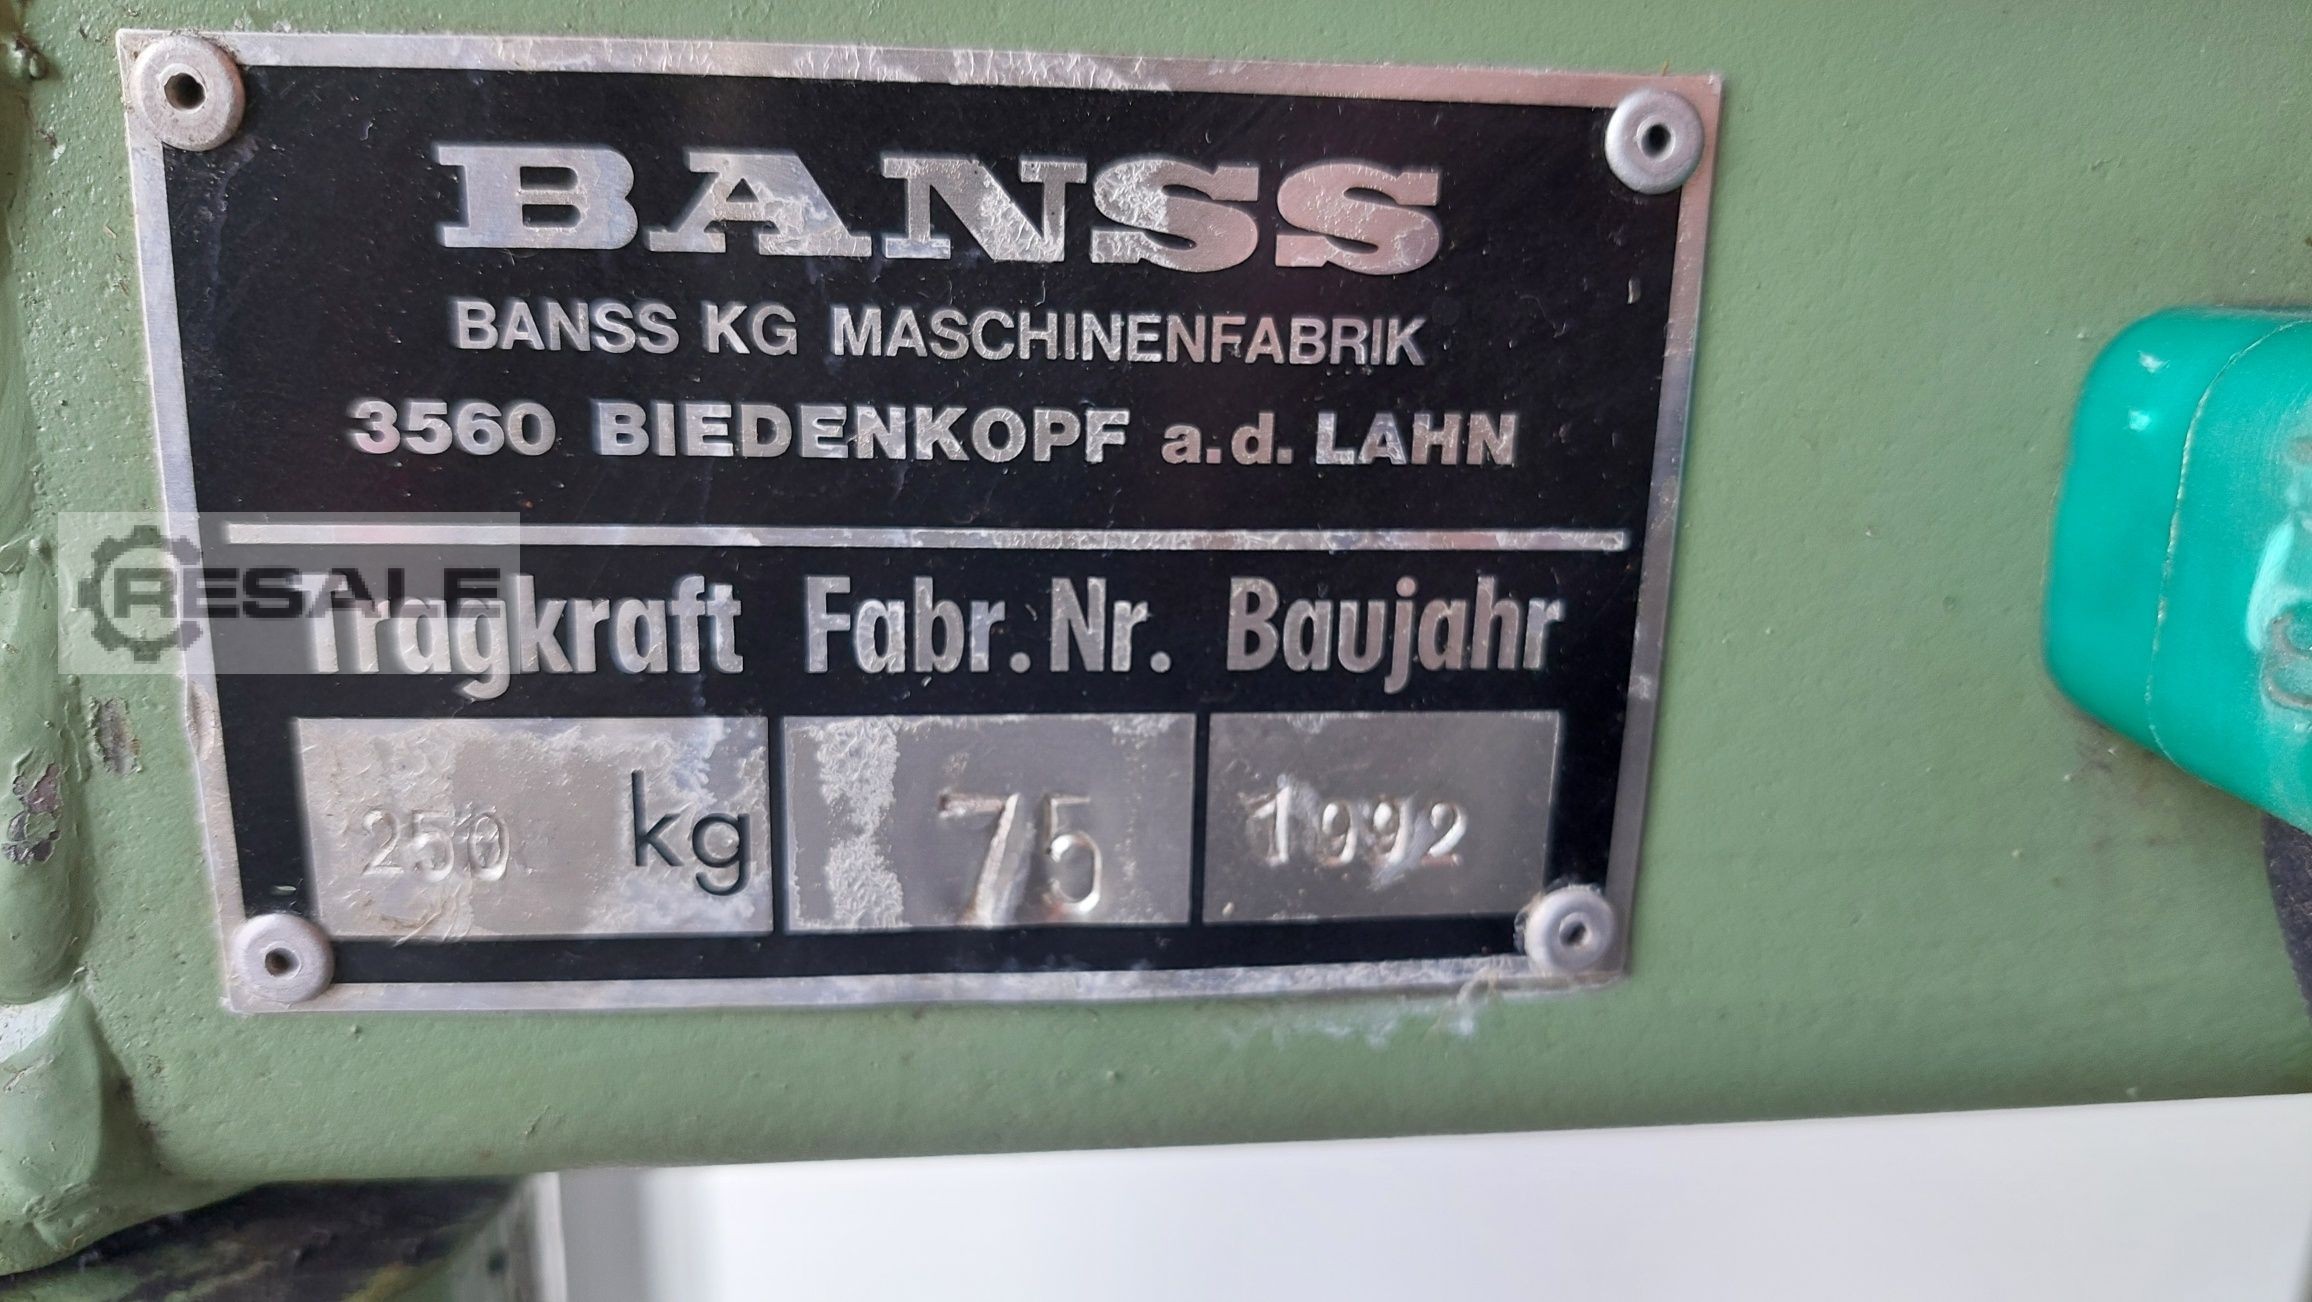 BANSS
BANSS KG MASCHINENFABRIK
3560 BIEDENKOPF a.d. LAHN
RESALE
Tragkraft Fabr.Nr. Baujahr
250 kg 75 1992